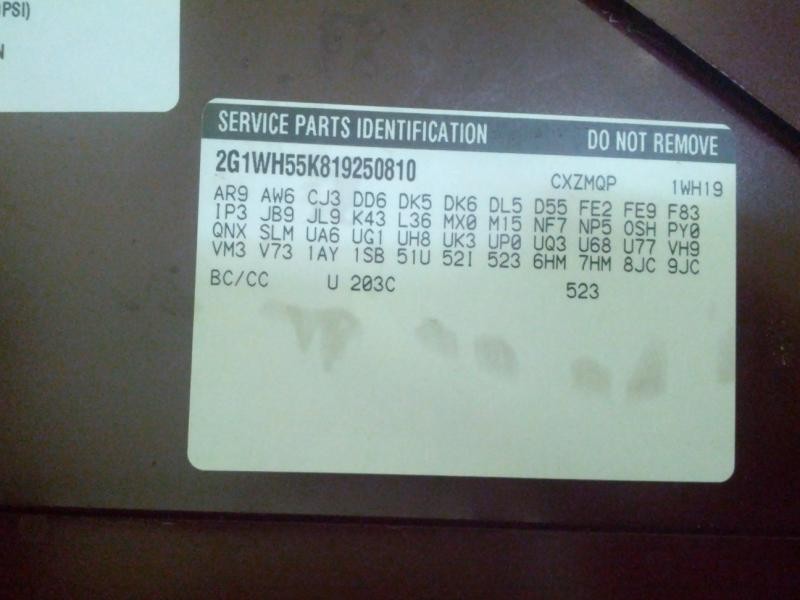 PSI)
N
SERVICE PARTS IDENTIFICATION DO NOT REMOVE
2G1WH55K819250810 CXZMQP 1WH19
AR9 AW6 CJ3 DD6 DK5 DK6 DL5 D55 FE2 FE9 F83
IP3 JB9 JL9 K43 L36 MX0 M15 NF7 NP5 OSH PY0
QNX SLM UA6 UG1 UH8 UK3 UP0 UQ3 U68 U77 VH9
VM3 V73 1AY 1SB 51U 52I 523 6HM 7HM 8JC 9JC
BC/CC U 203C 523